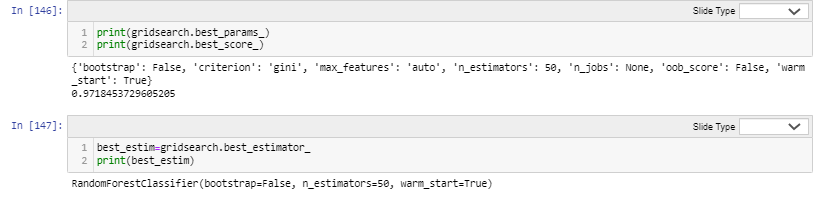 In [146]:
Slide Type
1 print(gridsearch.best_params_)
2 print(gridsearch.best_score_)
{'bootstrap': False, 'criterion': 'gini', 'max_features': 'auto', 'n_estimators': 50, 'n_jobs': None, 'oob_score': False, 'warm
_start': True}
0.9718453729605205
In [147]:
Slide Type
1 best_estim=gridsearch.best_estimator_
2 print(best_estim)
RandomForestClassifier(bootstrap=False, n_estimators=50, warm_start=True)